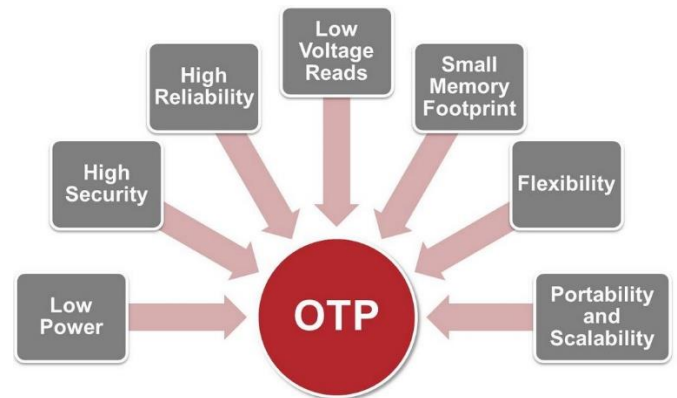 Low
Voltage
Reads
High
Reliability
Small
Memory
Footprint
High
Security
Flexibility
Low
Power
OTP
Portability
and
Scalability